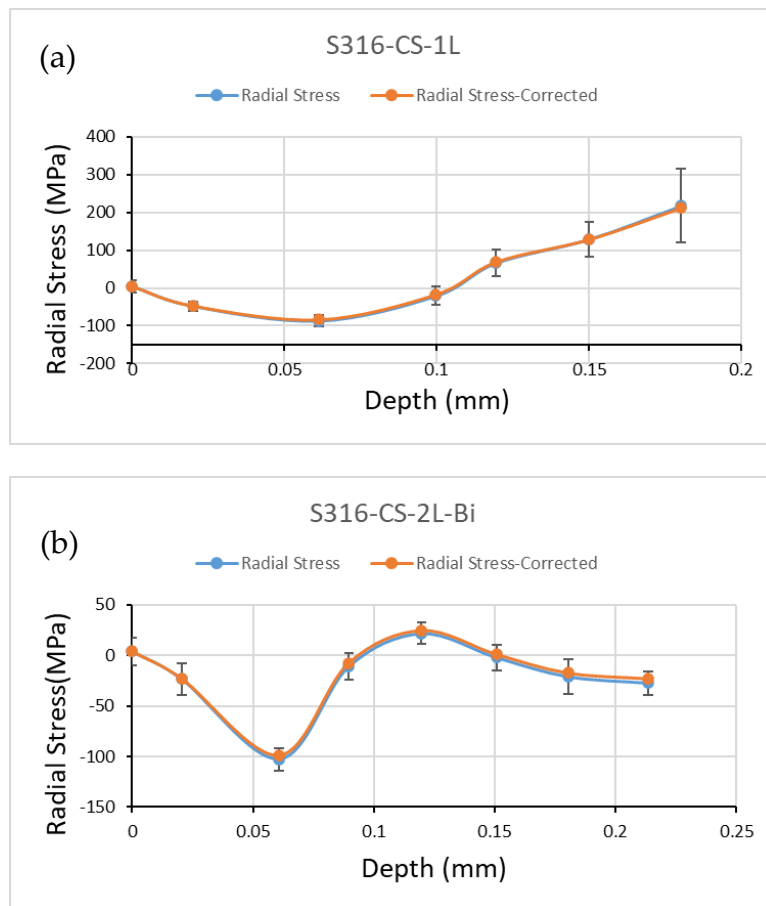 (a)
S316-CS-1L
Radial Stress Radial Stress-Corrected
Radial Stress (MPa)
400
300
200
100
0
-100
-200
0 0.05 0.1 0.15 0.2
Depth (mm)
(b)
S316-CS-2L-Bi
Radial Stress Radial Stress-Corrected
Radial Stress(MPa)
50
0
-50
-100
-150
0 0.05 0.1 0.15 0.2 0.25
Depth (mm)